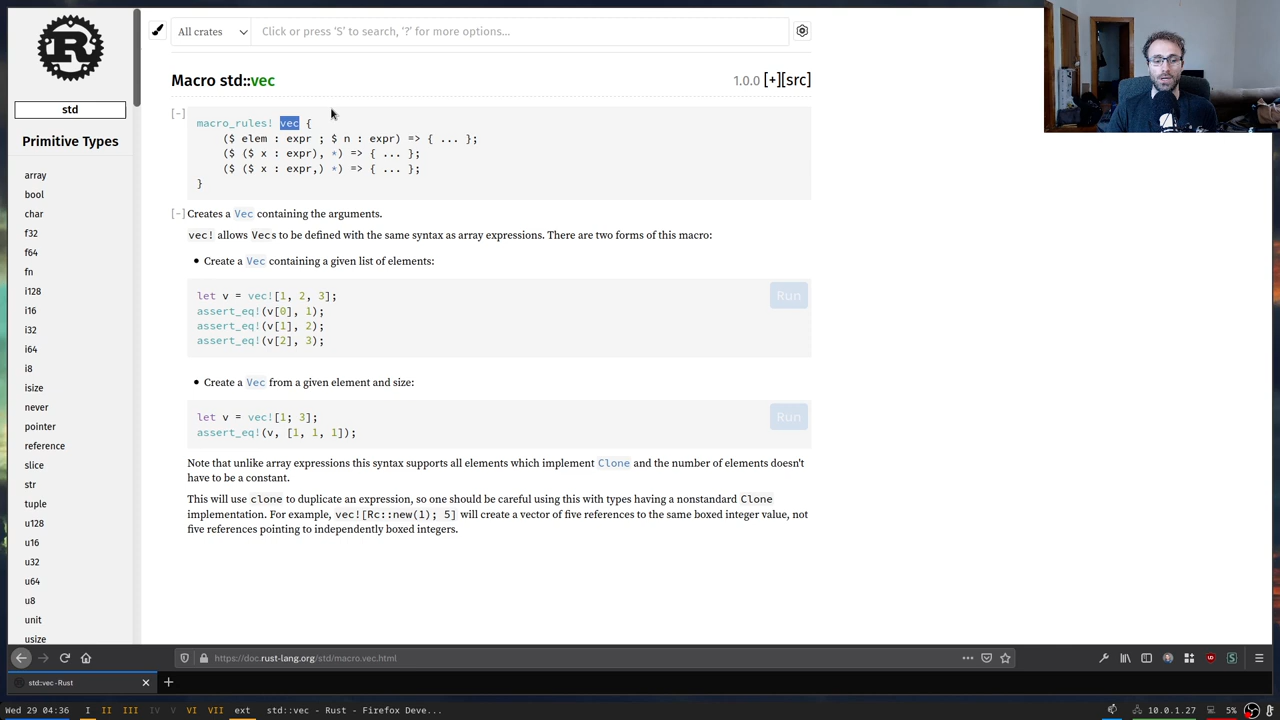 All crates
Click or press ‘S’ to search, ‘?’ for more options…
R
std
Primitive Types
array
bool
char
f32
f64
fn
i128
i16
i32
i64
i8
isize
never
pointer
reference
slice
str
tuple
u128
u16
u32
u64
u8
unit
usize
Macro std::vec
1.0.0 [+][src]
[-]
macro_rules! vec {
($ elem : expr ; $ n : expr) => { ... };
($ ($ x : expr), *) => { ... };
($ ($ x : expr,) *) => { ... };
}
[-] Creates a Vec containing the arguments.
vec! allows Vecs to be defined with the same syntax as array expressions. There are two forms of this macro:
• Create a Vec containing a given list of elements:
let v = vec![1, 2, 3];
assert_eq!(v[0], 1);
assert_eq!(v[1], 2);
assert_eq!(v[2], 3);
Run
• Create a Vec from a given element and size:
let v = vec![1; 3];
assert_eq!(v, [1, 1, 1]);
Run
Note that unlike array expressions this syntax supports all elements which implement Clone and the number of elements doesn't
have to be a constant.
This will use clone to duplicate an expression, so one should be careful using this with types having a nonstandard Clone
implementation. For example, vec![Rc::new(1); 5] will create a vector of five references to the same boxed integer value, not
five references pointing to independently boxed integers.
https://doc.rust-lang.org/std/macro.vec.html
std::vec - Rust
Wed 29 04:36
I II III IV V VI VII ext
std::vec - Rust - Firefox Deve...
10.0.1.27
5%